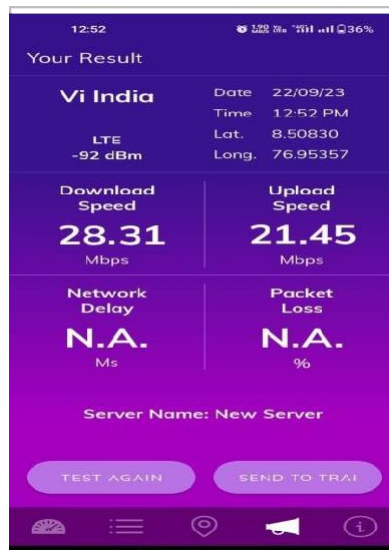 12:52
36%
Your Result
Vi India
LTE
-92 dBm
Date 22/09/23
Time 12:52 PM
Lat. 8.50830
Long. 76.95357
Download
Speed
28.31
Mbps
Upload
Speed
21.45
Mbps
Network
Delay
N.A.
Ms
Packet
Loss
N.A.
%
Server Name: New Server
TEST AGAIN
SEND TO TRAI